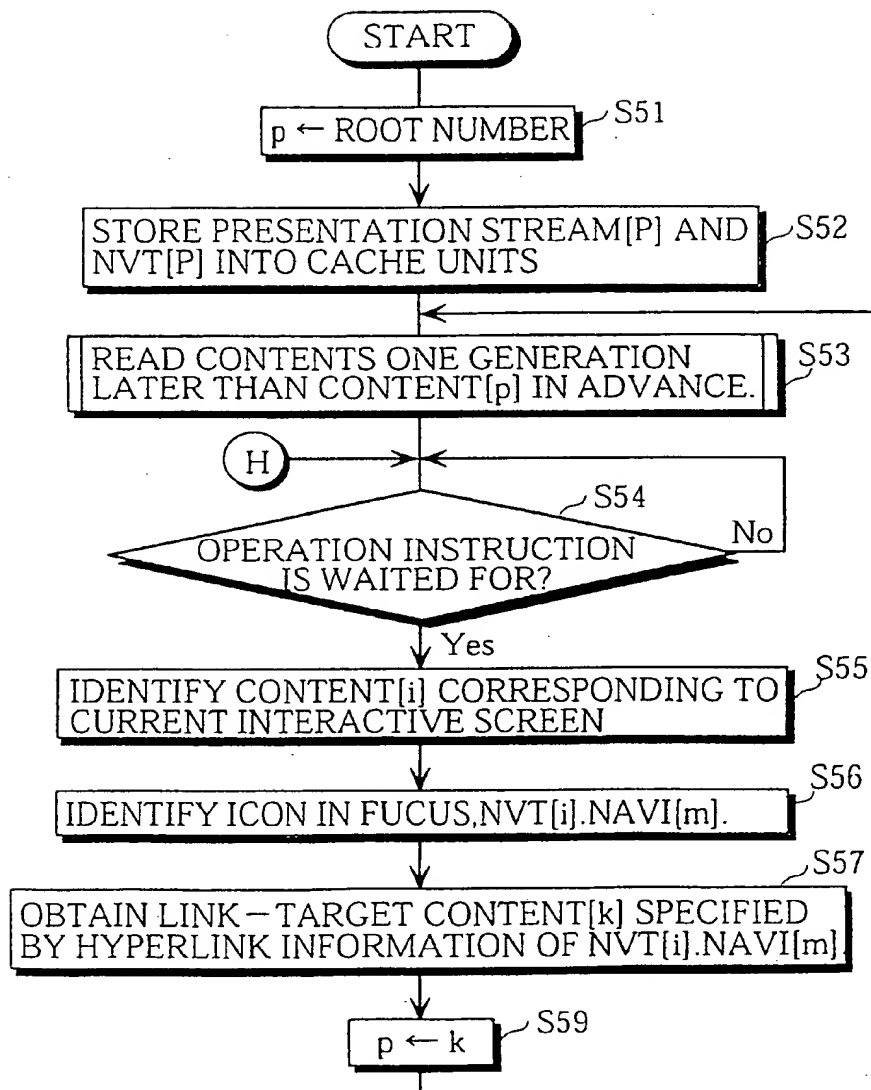 START
p ← ROOT NUMBER
S51
STORE PRESENTATION STREAM[P] AND
NVT[P] INTO CACHE UNITS
S52
READ CONTENTS ONE GENERATION
LATER THAN CONTENT[p] IN ADVANCE.
S53
H
S54
OPERATION INSTRUCTION
IS WAITED FOR?
No
Yes
IDENTIFY CONTENT[i] CORRESPONDING TO
CURRENT INTERACTIVE SCREEN
S55
IDENTIFY ICON IN FUCUS,NVT[i].NAVI[m].
S56
S57
OBTAIN LINK-TARGET CONTENT[k] SPECIFIED
BY HYPERLINK INFORMATION OF NVT[i].NAVI[m]
p ← k
S59